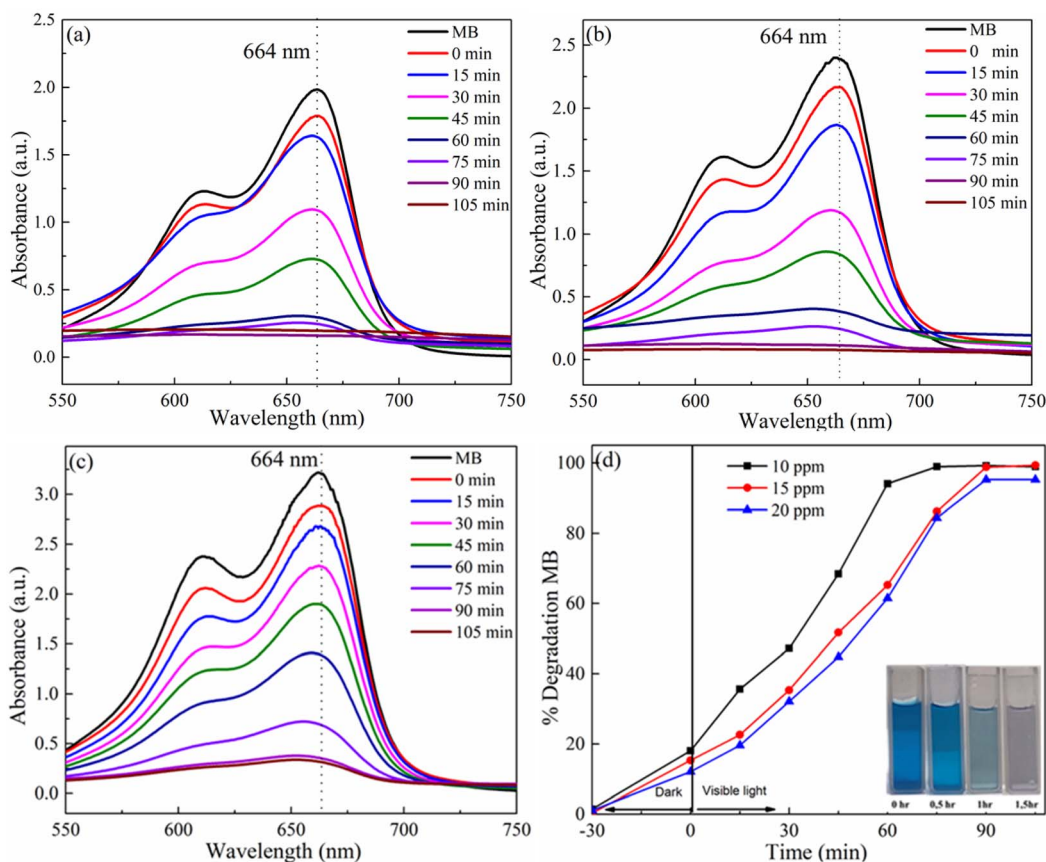 (a)
664 nm
MB
0 min
15 min
30 min
45 min
60 min
75 min
90 min
105 min
2.5
2.0
1.5
1.0
0.5
0.0
Absorbance (a.u.)
550
600
650
700
750
Wavelength (nm)
(b)
664 nm
MB
0 min
15 min
30 min
45 min
60 min
75 min
90 min
105 min
2.5
2.0
1.5
1.0
0.5
0.0
Absorbance (a.u.)
550
600
650
700
750
Wavelength (nm)
(c)
664 nm
MB
0 min
15 min
30 min
45 min
60 min
75 min
90 min
105 min
3.0
2.5
2.0
1.5
1.0
0.5
0.0
Absorbance (a.u.)
550
600
650
700
750
Wavelength (nm)
(d)
10 ppm
15 ppm
20 ppm
100
80
60
40
20
0
% Degradation MB
Dark
Visible light
0 hr
0,5 hr
1hr
1,5hr
-30
0
30
60
90
Time (min)